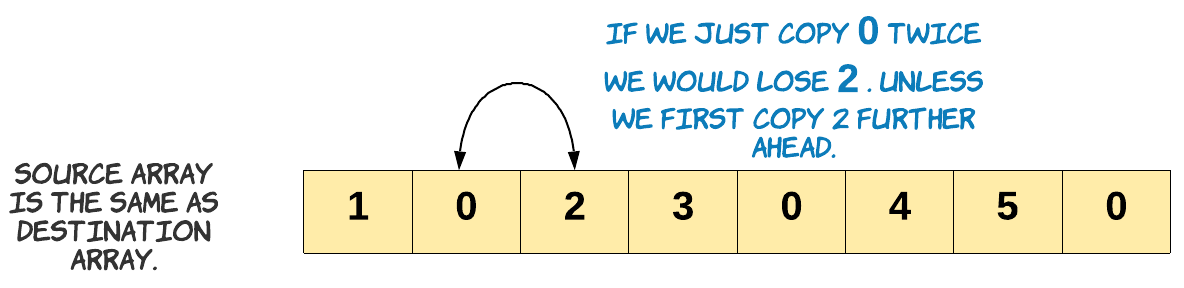 IF WE JUST COPY 0 TWICE
WE WOULD LOSE 2 . UNLESS
WE FIRST COPY 2 FURTHER
AHEAD.
SOURCE ARRAY
IS THE SAME AS
DESTINATION
ARRAY.
1 0 2 3 0 4 5 0